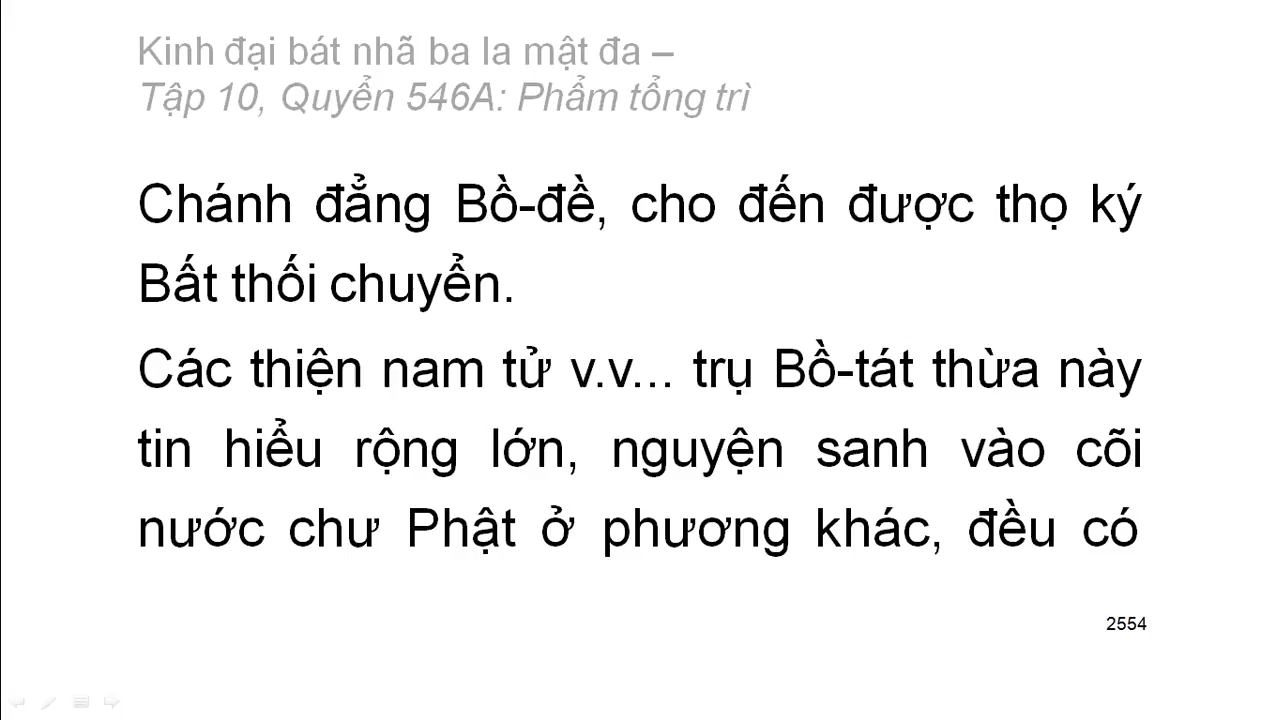 Kinh đại bát nhã ba la mật đa –
Tập 10, Quyển 546A: Phẩm tổng trì
Chánh đẳng Bồ-đề, cho đến được thọ ký
Bất thối chuyển.
Các thiện nam tử v.v... trụ Bồ-tát thừa này
tin hiểu rộng lớn, nguyện sanh vào cõi
nước chư Phật ở phương khác, đều có
2554